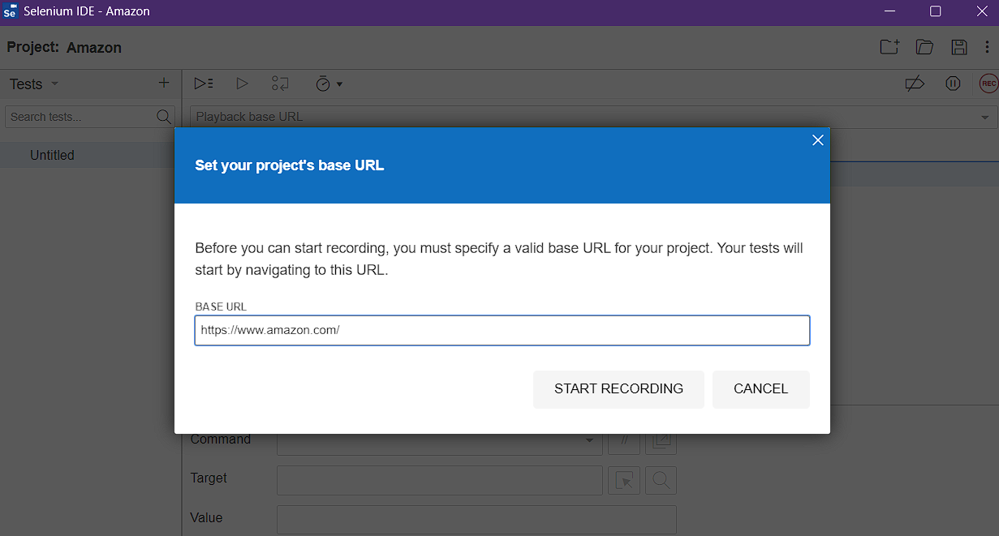 Se Selenium IDE - Amazon
Project: Amazon
Tests
REC
Search tests...
Playback base URL
Untitled
Set your project's base URL
Before you can start recording, you must specify a valid base URL for your project. Your tests will
start by navigating to this URL.
BASE URL
https://www.amazon.com/
START RECORDING CANCEL
Command //
Target
Value